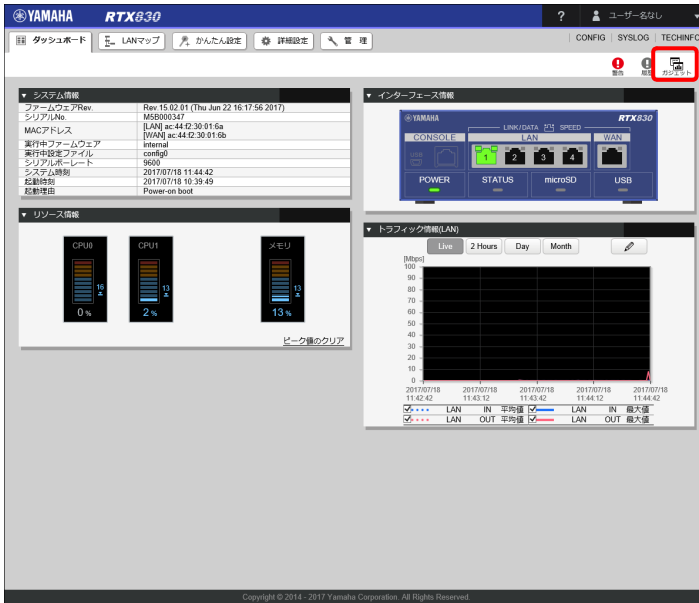 YAMAHA RTX830 ? ユーザー名なし
ダッシュボード LANマップ かんたん設定 詳細設定 管 理 CONFIG SYSLOG TECHINFO
警告 履歴 ガジェット
▼ システム情報
ファームウェアRev. Rev.15.02.01 (Thu Jun 22 16:17:56 2017)
シリアルNo. M5B000347
MACアドレス [LAN] ac:44:f2:30:01:6a
[WAN] ac:44:f2:30:01:6b
実行中ファームウェア internal
実行中設定ファイル config0
シリアルボーレート 9600
システム時刻 2017/07/18 11:44:42
起動時刻 2017/07/18 10:39:49
起動理由 Power-on boot
▼ リソース情報
CPU0 CPU1 メモリ
16 13 13
0 % 2 % 13 %
ピーク値のクリア
▼ インターフェース情報
YAMAHA RTX830
LINK/DATA SPEED
CONSOLE LAN WAN
USB 1 2 3 4
POWER STATUS microSD USB
▼ トラフィック情報(LAN)
Live 2 Hours Day Month
[Mbps]
100
90
80
70
60
50
40
30
20
10
0
2017/07/18 2017/07/18 2017/07/18 2017/07/18 2017/07/18
11:42:42 11:43:12 11:43:42 11:44:12 11:44:42
LAN IN 平均値 LAN IN 最大値
LAN OUT 平均値 LAN OUT 最大値
Copyright © 2014 - 2017 Yamaha Corporation. All Rights Reserved.